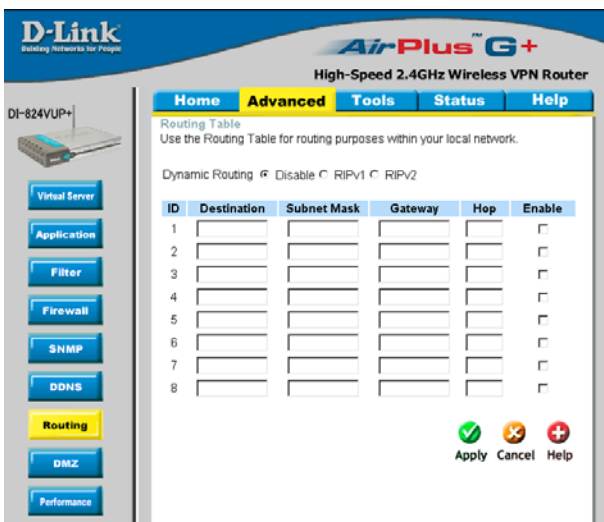 D-Link
Building Networks for People
AirPlus G+
TM
High-Speed 2.4GHz Wireless VPN Router
DI-824VUP+
Home Advanced Tools Status Help
Routing Table
Use the Routing Table for routing purposes within your local network.
Dynamic Routing Disable RIPv1 RIPv2
ID Destination Subnet Mask Gateway Hop Enable
1
2
3
4
5
6
7
8
Apply Cancel Help
Virtual Server
Application
Filter
Firewall
SNMP
DDNS
Routing
DMZ
Performance